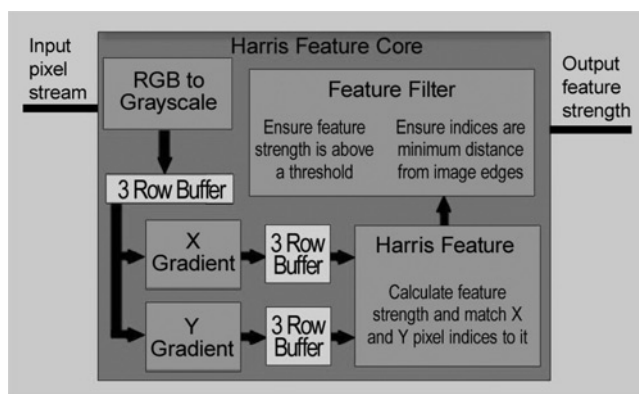 Input
pixel
stream
Harris Feature Core
RGB to
Grayscale
3 Row Buffer
X
Gradient
3 Row
Buffer
Y
Gradient
3 Row
Buffer
Feature Filter
Ensure feature
strength is above
a threshold
Ensure indices are
minimum distance
from image edges
Harris Feature
Calculate feature
strength and match X
and Y pixel indices to it
Output
feature
strength